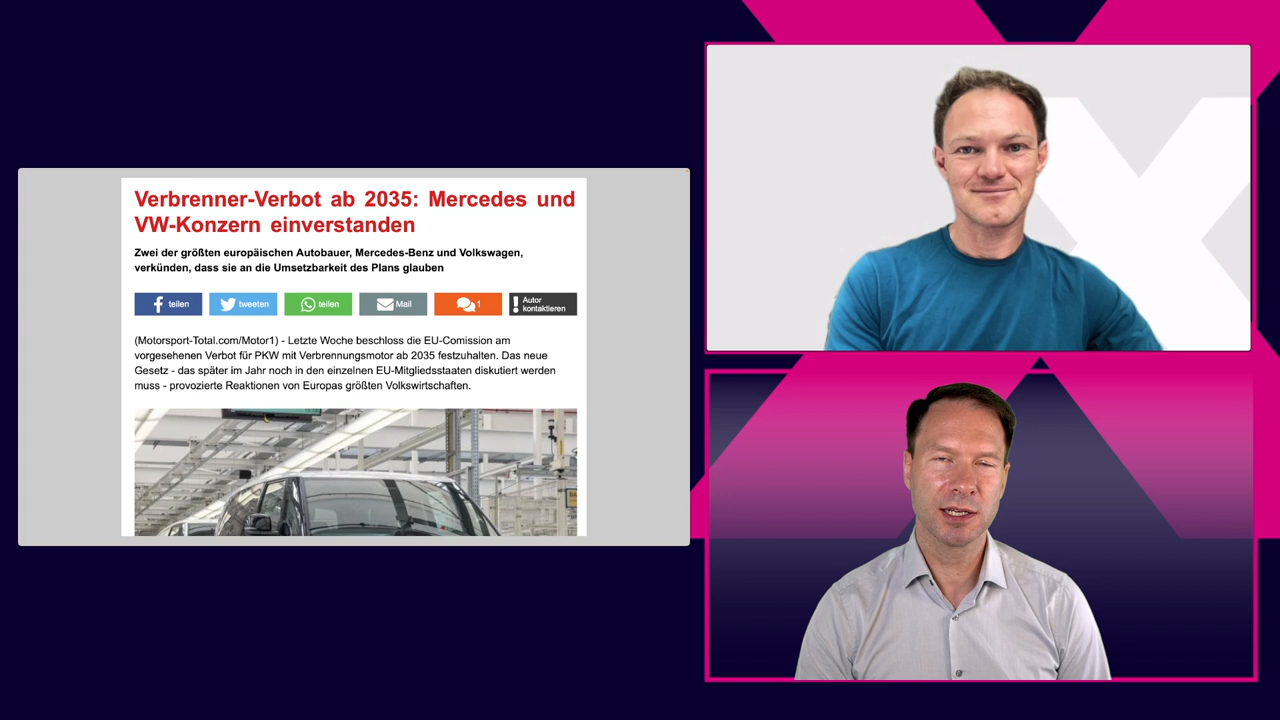 Verbrenner-Verbot ab 2035: Mercedes und
VW-Konzern einverstanden
Zwei der größten europäischen Autobauer, Mercedes-Benz und Volkswagen,
verkünden, dass sie an die Umsetzbarkeit des Plans glauben
teilen
tweeten
teilen
Mail
1
Autor
kontaktieren
(Motorsport-Total.com/Motor1) - Letzte Woche beschloss die EU-Comission am
vorgesehenen Verbot für PKW mit Verbrennungsmotor ab 2035 festzuhalten. Das neue
Gesetz - das später im Jahr noch in den einzelnen EU-Mitgliedsstaaten diskutiert werden
muss - provozierte Reaktionen von Europas größten Volkswirtschaften.